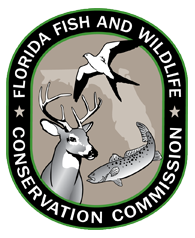 FLORIDA FISH AND WILDLIFE
CONSERVATION COMMISSION